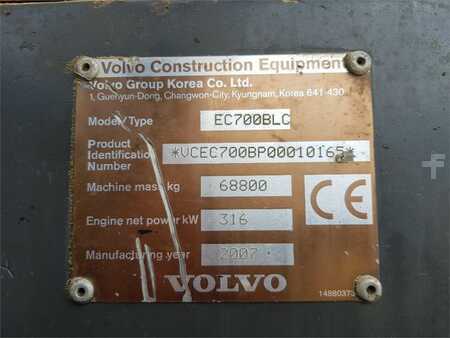 Volvo Construction Equipment
Volvo Group Korea Co. Ltd.
1, Guehyun-Dong, Changwon-City, Kyungnam, Korea 641-430
Model/Type EC700BLC
Product
Identification *VCEC700BP00010165*
Number
Machine mass kg 68800
Engine net power kW 316
Manufacturing year 2007
CE
VOLVO